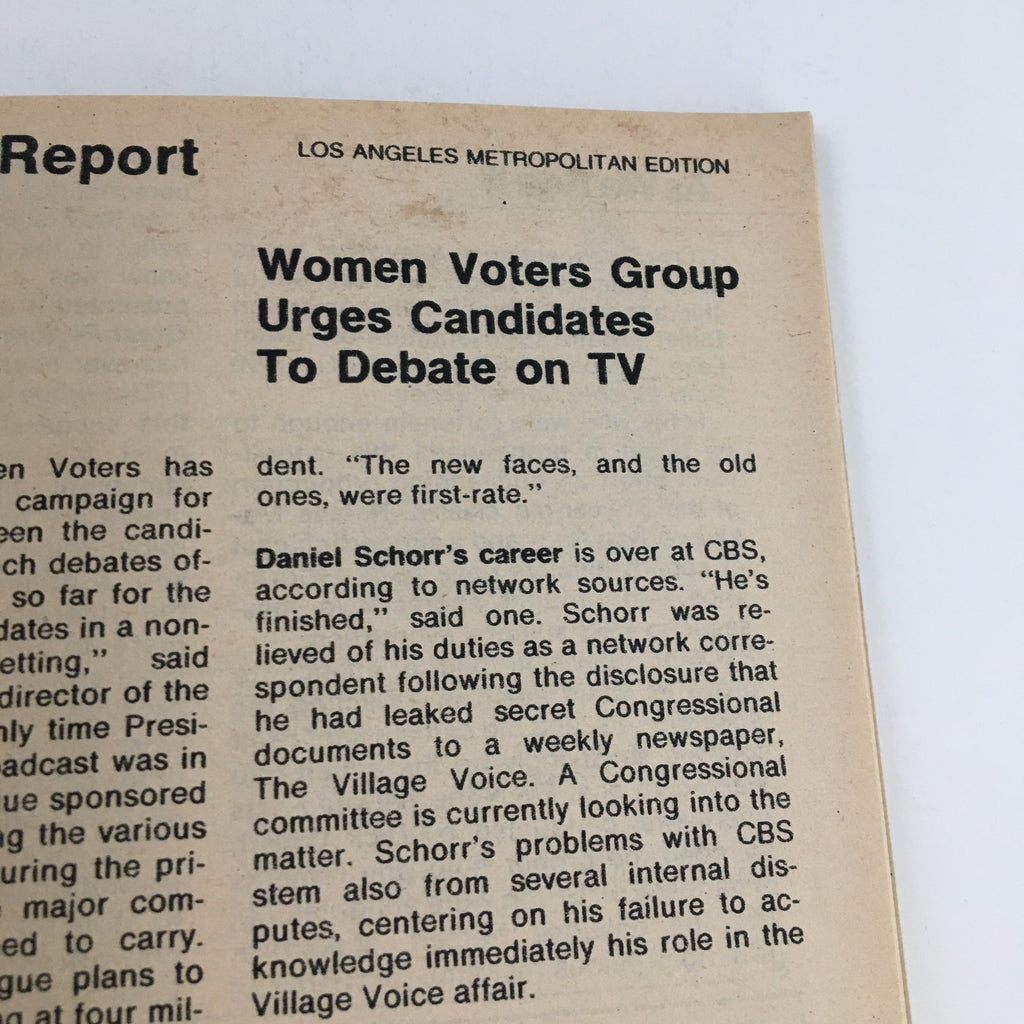 Report
LOS ANGELES METROPOLITAN EDITION
Women Voters Group
Urges Candidates
To Debate on TV
en Voters has
campaign for
een the candi-
ch debates of-
so far for the
dates in a non-
etting," said
director of the
nly time Presi-
adcast was in
ue sponsored
g the various
uring the pri-
major com-
ed to carry.
gue plans to
g at four mil-
dent. "The new faces, and the old
ones, were first-rate."
Daniel Schorr's career is over at CBS,
according to network sources. "He's
finished," said one. Schorr was re-
lieved of his duties as a network corre-
spondent following the disclosure that
he had leaked secret Congressional
documents to a weekly newspaper,
The Village Voice. A Congressional
committee is currently looking into the
matter. Schorr's problems with CBS
stem also from several internal dis-
putes, centering on his failure to ac-
knowledge immediately his role in the
Village Voice affair.